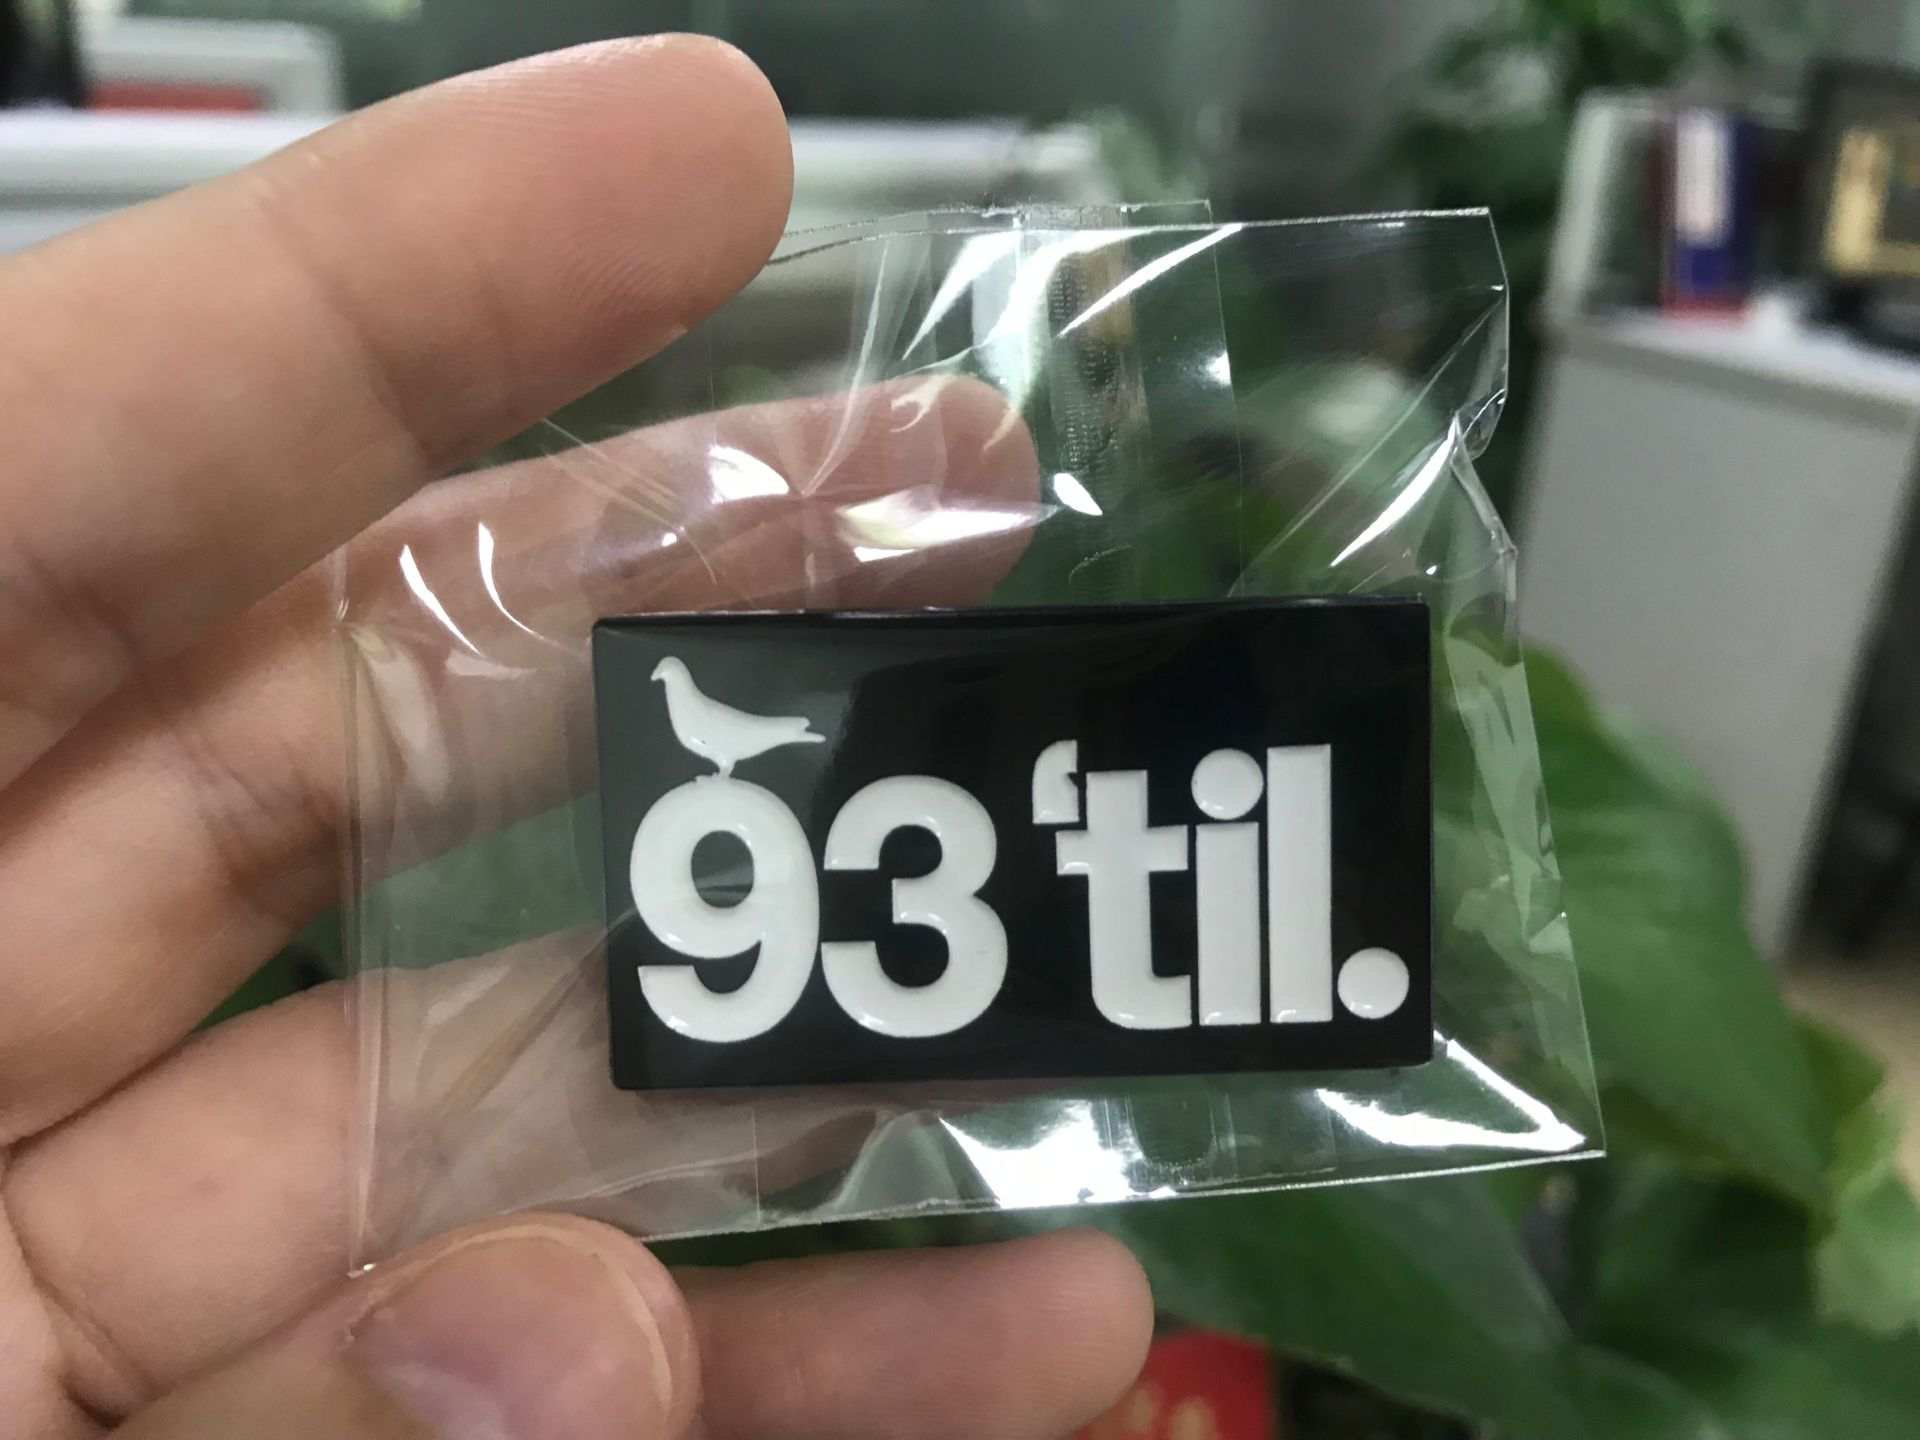 93 ‘til.